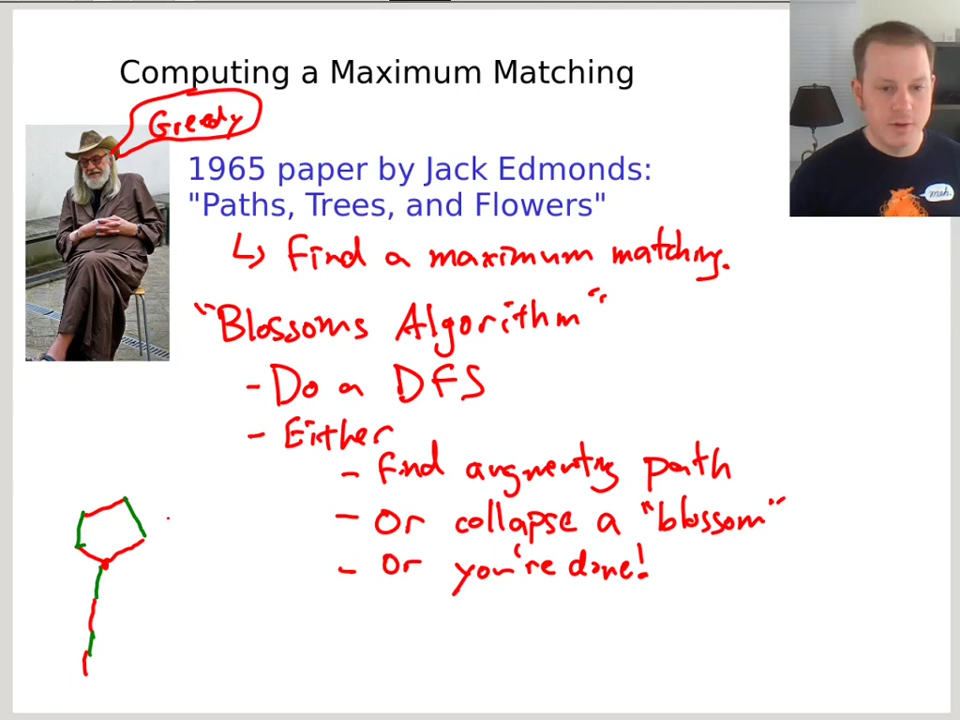 Computing a Maximum Matching
Greedy
1965 paper by Jack Edmonds:
"Paths, Trees, and Flowers"
↳ Find a maximum matching.
"Blossoms Algorithm"
- Do a DFS
- Either
- Find augmenting path
- Or collapse a "blossom"
- Or you're done!
meh.